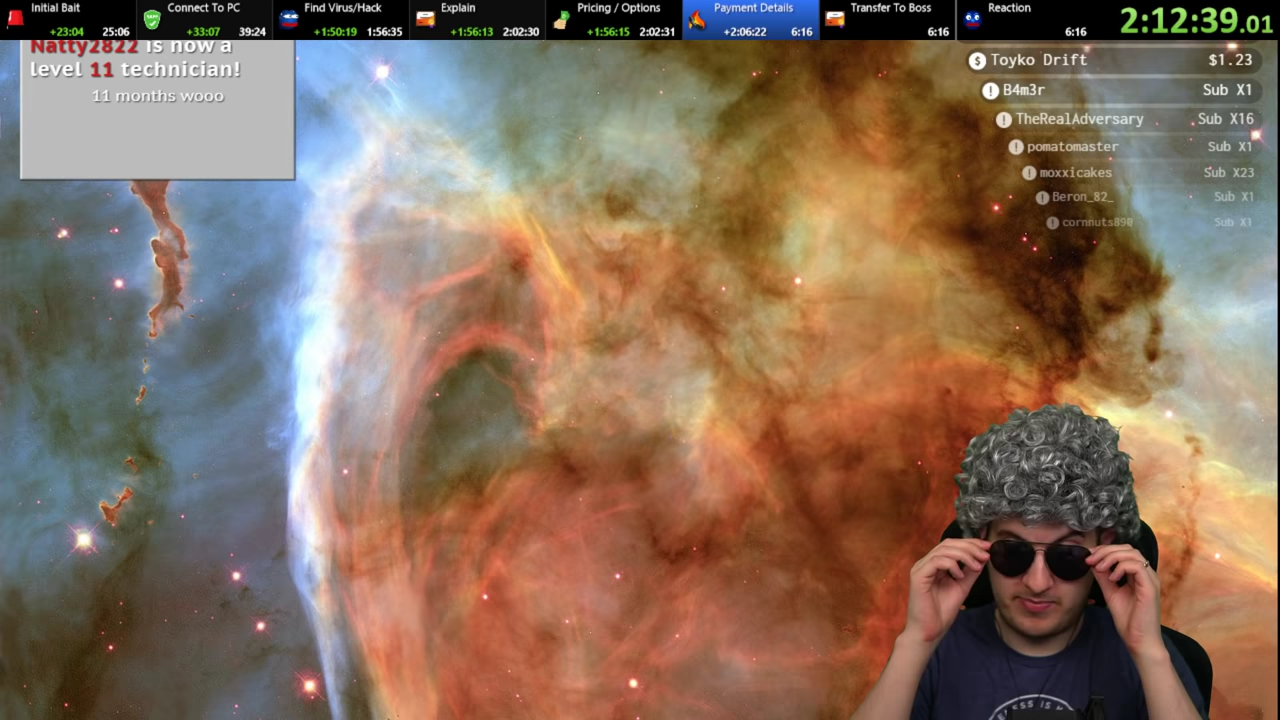 Initial Bait
+23:04 25:06
Connect To PC
+33:07 39:24
Find Virus/Hack
+1:50:19 1:56:35
Explain
+1:56:13 2:02:30
Pricing / Options
+1:56:15 2:02:31
Payment Details
+2:06:22 6:16
Transfer To Boss
6:16
Reaction
6:16
2:12:39.01
Natty2822 is now a
level 11 technician!
11 months wooo
Toyko Drift $1.23
B4m3r Sub X1
TheRealAdversary Sub X16
pomatomaster Sub X1
moxxicakes Sub X23
Beron_82_ Sub X1
cornnuts890 Sub X1